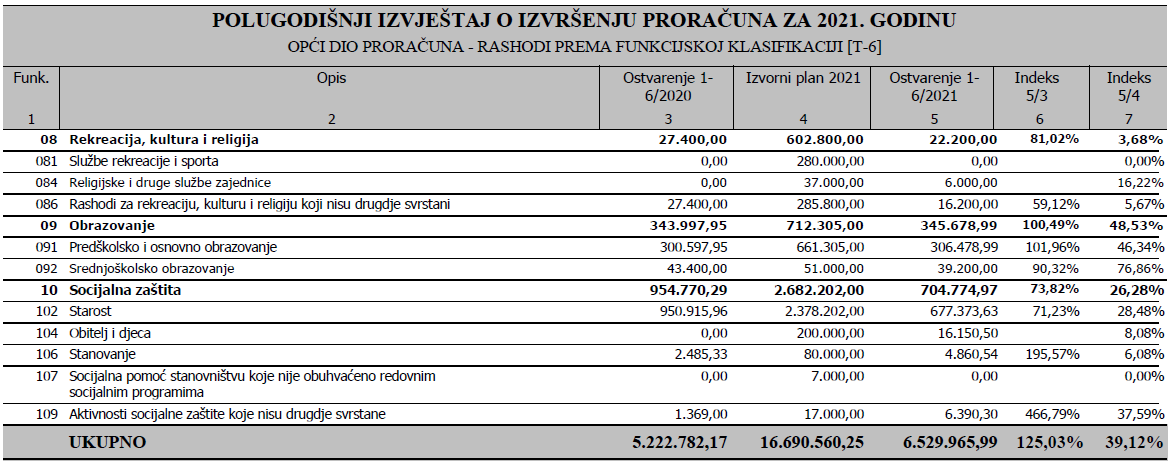 POLUGODIŠNJI IZVJEŠTAJ O IZVRŠENJU PRORAČUNA ZA 2021. GODINU
OPĆI DIO PRORAČUNA - RASHODI PREMA FUNKCIJSKOJ KLASIFIKACIJI [T-6]
Funk. Opis Ostvarenje 1-6/2020 Izvorni plan 2021 Ostvarenje 1-6/2021 Indeks 5/3 Indeks 5/4
1 2 3 4 5 6 7
08 Rekreacija, kultura i religija 27.400,00 602.800,00 22.200,00 81,02% 3,68%
081 Službe rekreacije i sporta 0,00 280.000,00 0,00 0,00%
084 Religijske i druge službe zajednice 0,00 37.000,00 6.000,00 16,22%
086 Rashodi za rekreaciju, kulturu i religiju koji nisu drugdje svrstani 27.400,00 285.800,00 16.200,00 59,12% 5,67%
09 Obrazovanje 343.997,95 712.305,00 345.678,99 100,49% 48,53%
091 Predškolsko i osnovno obrazovanje 300.597,95 661.305,00 306.478,99 101,96% 46,34%
092 Srednjoškolsko obrazovanje 43.400,00 51.000,00 39.200,00 90,32% 76,86%
10 Socijalna zaštita 954.770,29 2.682.202,00 704.774,97 73,82% 26,28%
102 Starost 950.915,96 2.378.202,00 677.373,63 71,23% 28,48%
104 Obitelj i djeca 0,00 200.000,00 16.150,50 8,08%
106 Stanovanje 2.485,33 80.000,00 4.860,54 195,57% 6,08%
107 Socijalna pomoć stanovništvu koje nije obuhvaćeno redovnim 0,00 7.000,00 0,00 0,00%
socijalnim programima
109 Aktivnosti socijalne zaštite koje nisu drugdje svrstane 1.369,00 17.000,00 6.390,30 466,79% 37,59%
UKUPNO 5.222.782,17 16.690.560,25 6.529.965,99 125,03% 39,12%